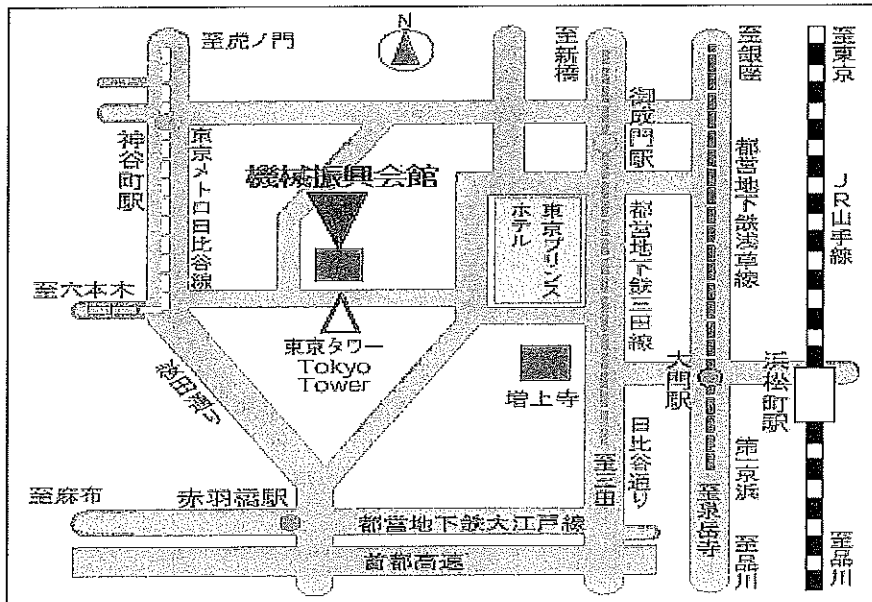 至虎ノ門
N
至新橋
至銀座
至東京
神谷町駅
東京メトロ日比谷線
機械振興会館
御成門駅
都営地下鉄浅草線
JR山手線
東京プリンス
ホテル
都営地下鉄三田線
至六本木
東京タワー
Tokyo
Tower
増上寺
大門駅
浜松町駅
桜田通り
日比谷通り
第一京浜
至麻布
赤羽橋駅
都営地下鉄大江戸線
至三田
至泉岳寺
至品川
至品川
首都高速